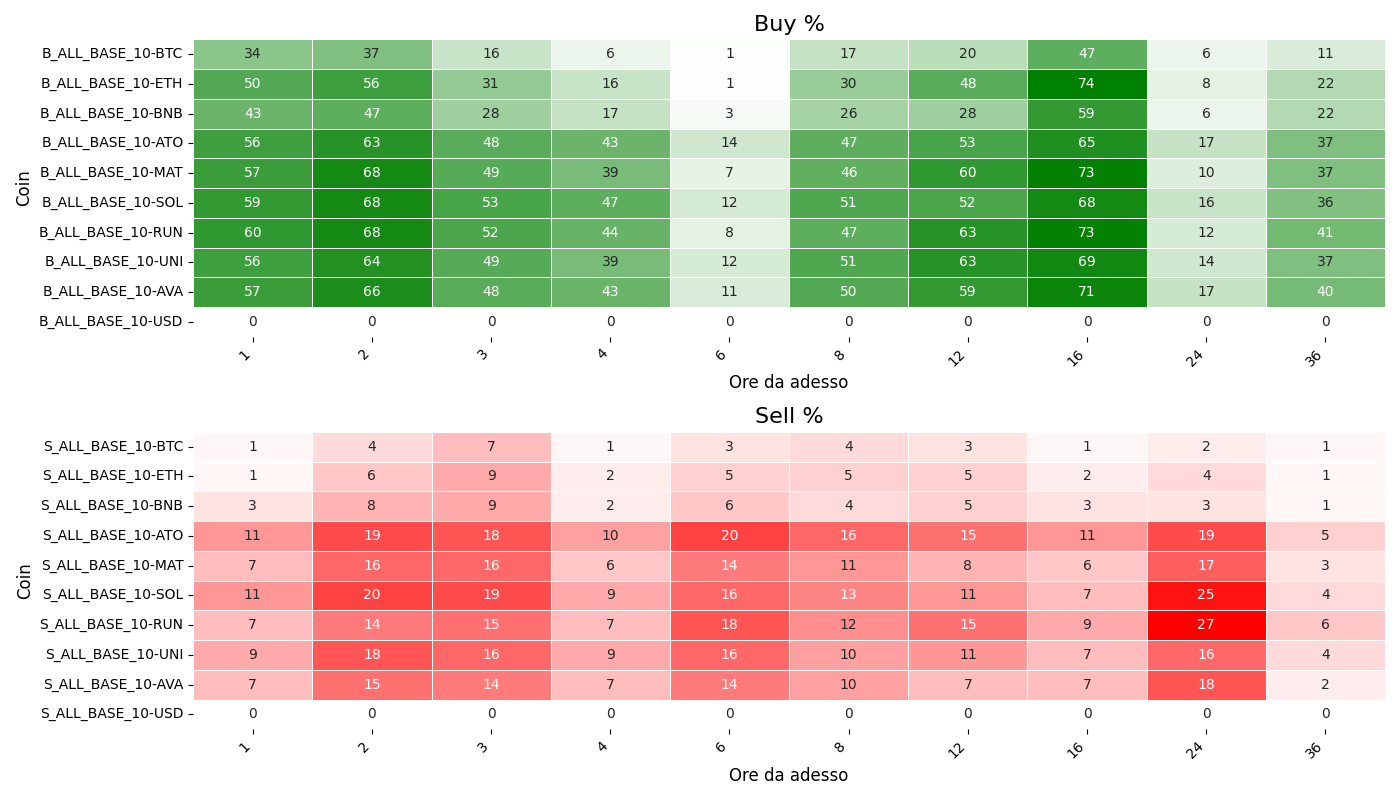 Buy %
Coin
B_ALL_BASE_10-BTC 34 37 16 6 1 17 20 47 6 11
B_ALL_BASE_10-ETH 50 56 31 16 1 30 48 74 8 22
B_ALL_BASE_10-BNB 43 47 28 17 3 26 28 59 6 22
B_ALL_BASE_10-ATO 56 63 48 43 14 47 53 65 17 37
B_ALL_BASE_10-MAT 57 68 49 39 7 46 60 73 10 37
B_ALL_BASE_10-SOL 59 68 53 47 12 51 52 68 16 36
B_ALL_BASE_10-RUN 60 68 52 44 8 47 63 73 12 41
B_ALL_BASE_10-UNI 56 64 49 39 12 51 63 69 14 37
B_ALL_BASE_10-AVA 57 66 48 43 11 50 59 71 17 40
B_ALL_BASE_10-USD 0 0 0 0 0 0 0 0 0 0
1 2 3 4 6 8 12 16 24 36
Ore da adesso
Sell %
Coin
S_ALL_BASE_10-BTC 1 4 7 1 3 4 3 1 2 1
S_ALL_BASE_10-ETH 1 6 9 2 5 5 5 2 4 1
S_ALL_BASE_10-BNB 3 8 9 2 6 4 5 3 3 1
S_ALL_BASE_10-ATO 11 19 18 10 20 16 15 11 19 5
S_ALL_BASE_10-MAT 7 16 16 6 14 11 8 6 17 3
S_ALL_BASE_10-SOL 11 20 19 9 16 13 11 7 25 4
S_ALL_BASE_10-RUN 7 14 15 7 18 12 15 9 27 6
S_ALL_BASE_10-UNI 9 18 16 9 16 10 11 7 16 4
S_ALL_BASE_10-AVA 7 15 14 7 14 10 7 7 18 2
S_ALL_BASE_10-USD 0 0 0 0 0 0 0 0 0 0
1 2 3 4 6 8 12 16 24 36
Ore da adesso